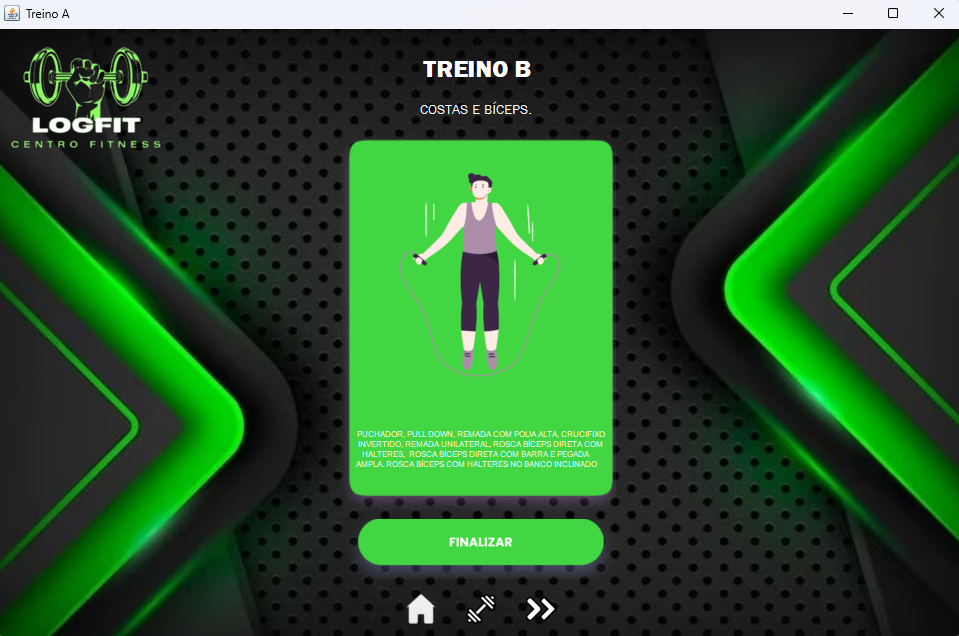 Treino A
LOGFIT
CENTRO FITNESS
TREINO B
COSTAS E BÍCEPS.
PUCHADOR, PULL DOWN, REMADA COM POLIA ALTA, CRUCIFIXO
INVERTIDO, REMADA UNILATERAL, ROSCA BÍCEPS DIRETA COM
HALTERES, ROSCA BÍCEPS DIRETA COM BARRA E PEGADA
AMPLA. ROSCA BÍCEPS COM HALTERES NO BANCO INCLINADO
FINALIZAR